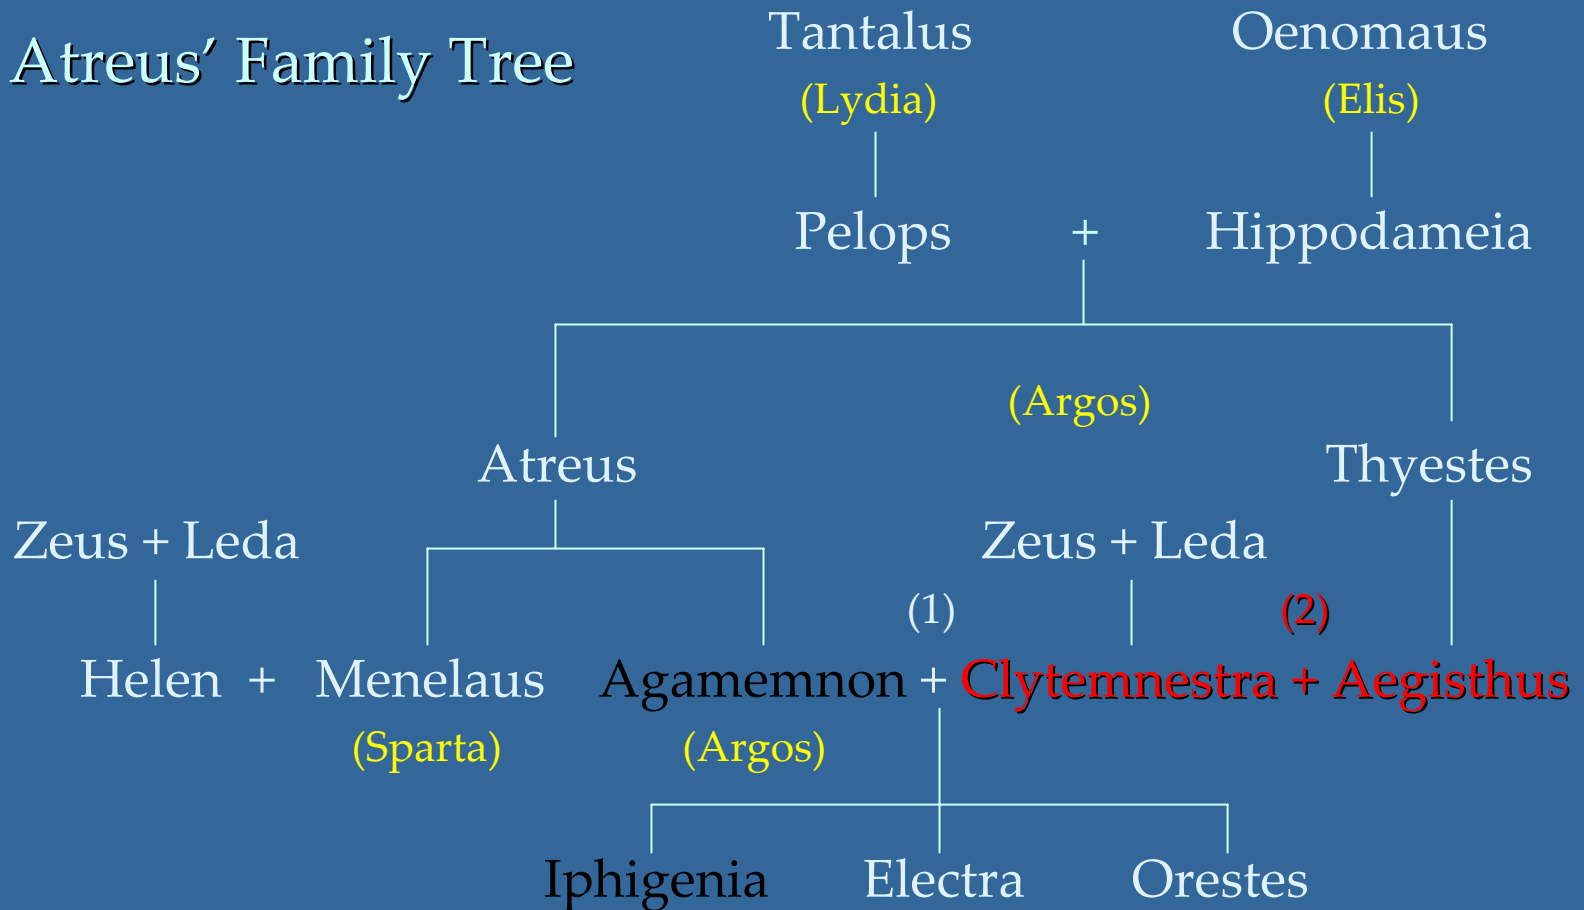 Atreus’ Family Tree
Tantalus Oenomaus
(Lydia) (Elis)
Pelops + Hippodameia
(Argos)
Atreus Thyestes
Zeus + Leda Zeus + Leda
(1) (2)
Helen + Menelaus Agamemnon + Clytemnestra + Aegisthus
(Sparta) (Argos)
Iphigenia Electra Orestes